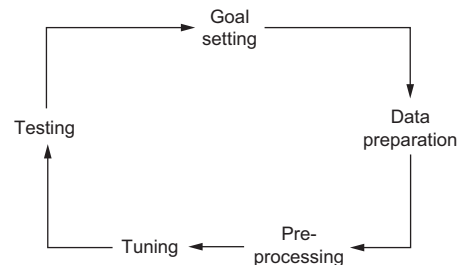 Goal
setting
Data
preparation
Pre-
processing
Tuning
Testing